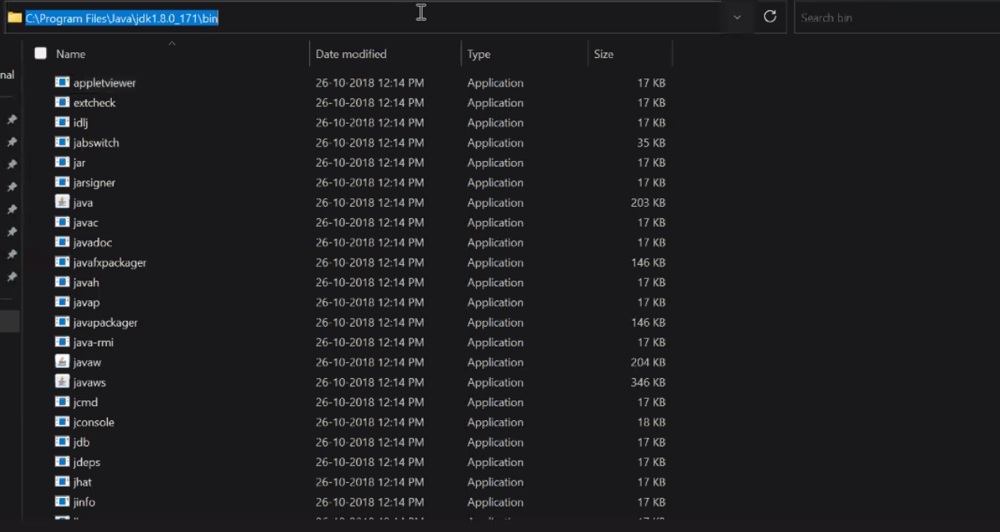 C:\Program Files\Java\jdk1.8.0_171\bin Search bin
Name Date modified Type Size
nal
appletviewer 26-10-2018 12:14 PM Application 17 KB
extcheck 26-10-2018 12:14 PM Application 17 KB
idlj 26-10-2018 12:14 PM Application 17 KB
jabswitch 26-10-2018 12:14 PM Application 35 KB
jar 26-10-2018 12:14 PM Application 17 KB
jarsigner 26-10-2018 12:14 PM Application 17 KB
java 26-10-2018 12:14 PM Application 203 KB
javac 26-10-2018 12:14 PM Application 17 KB
javadoc 26-10-2018 12:14 PM Application 17 KB
javafxpackager 26-10-2018 12:14 PM Application 146 KB
javah 26-10-2018 12:14 PM Application 17 KB
javap 26-10-2018 12:14 PM Application 17 KB
javapackager 26-10-2018 12:14 PM Application 146 KB
java-rmi 26-10-2018 12:14 PM Application 17 KB
javaw 26-10-2018 12:14 PM Application 204 KB
javaws 26-10-2018 12:14 PM Application 346 KB
jcmd 26-10-2018 12:14 PM Application 17 KB
jconsole 26-10-2018 12:14 PM Application 18 KB
jdb 26-10-2018 12:14 PM Application 17 KB
jdeps 26-10-2018 12:14 PM Application 17 KB
jhat 26-10-2018 12:14 PM Application 17 KB
jinfo 26-10-2018 12:14 PM Application 17 KB